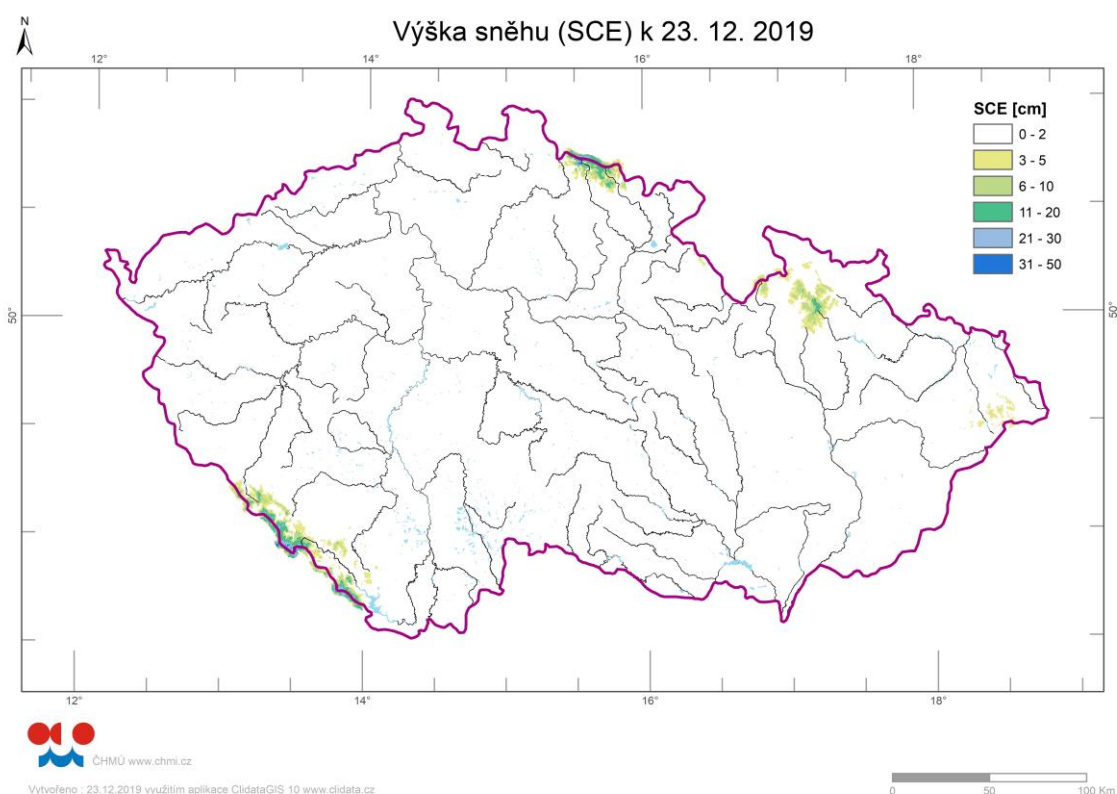 N
Výška sněhu (SCE) k 23. 12. 2019
12°
14°
16°
18°
SCE [cm]
0 - 2
3 - 5
6 - 10
11 - 20
21 - 30
31 - 50
50°
50°
12°
14°
16°
18°
ČHMÚ www.chmi.cz
Vytvořeno : 23.12.2019 využitím aplikace ClidataGIS 10 www.clidata.cz
0 50 100 Km